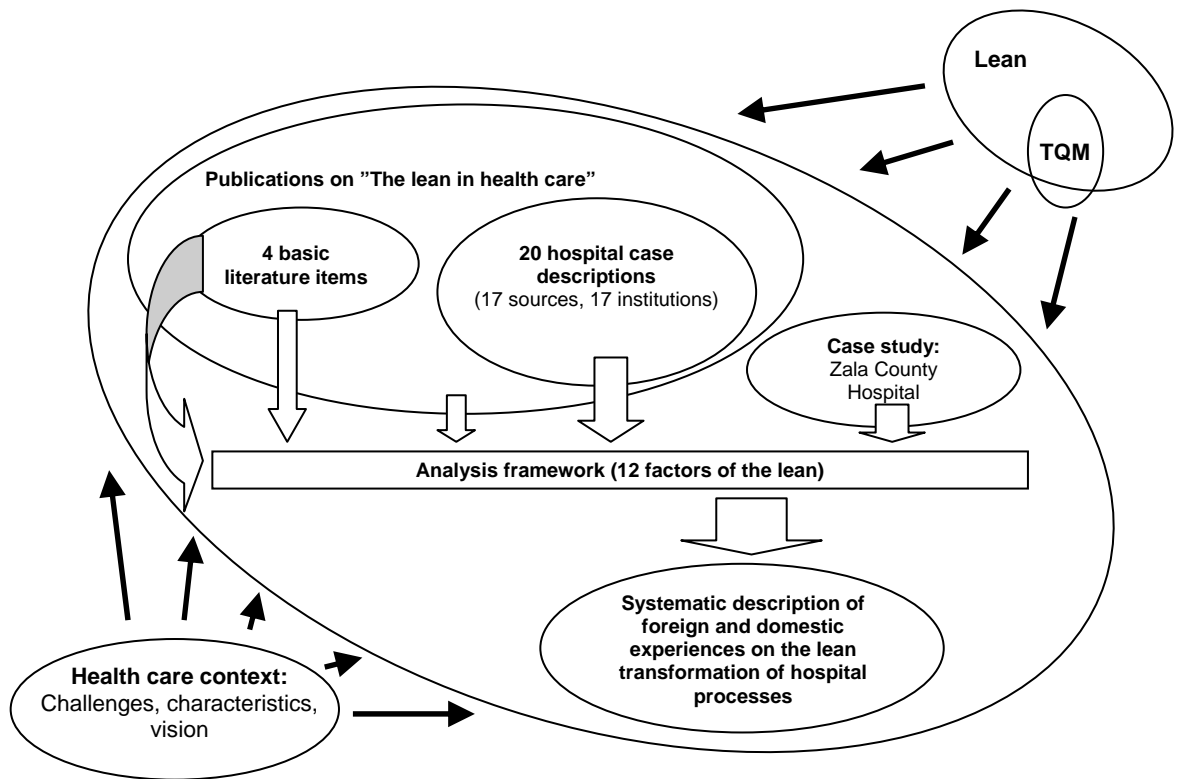 Lean
TQM
Publications on ”The lean in health care”
4 basic
literature items
20 hospital case
descriptions
(17 sources, 17 institutions)
Case study:
Zala County
Hospital
Analysis framework (12 factors of the lean)
Systematic description of
foreign and domestic
experiences on the lean
transformation of hospital
processes
Health care context:
Challenges, characteristics,
vision